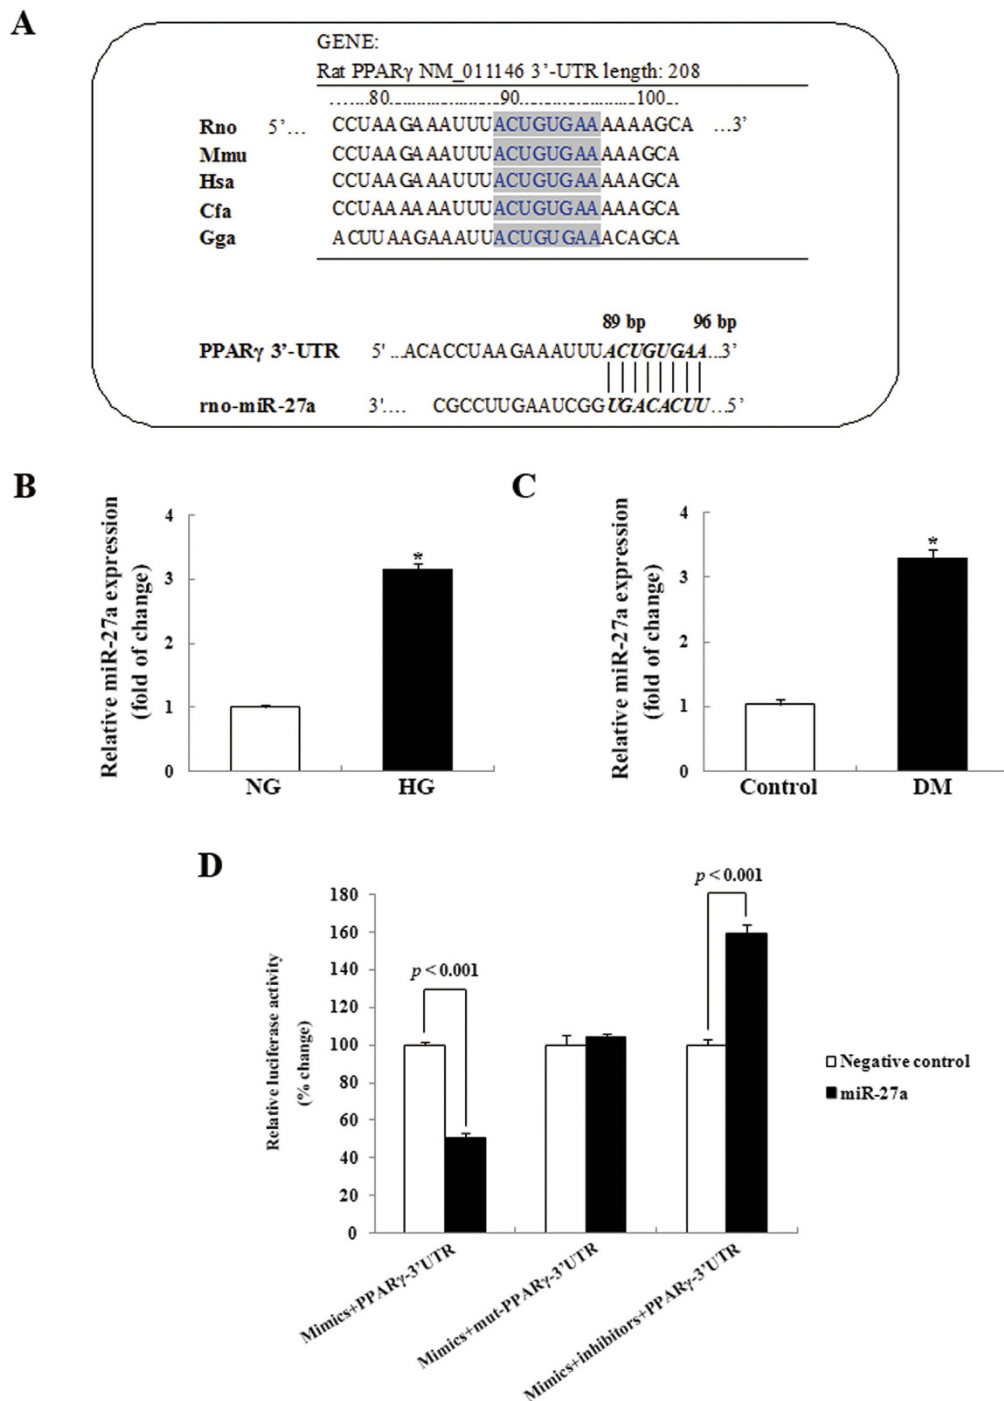 A
GENE:
Rat PPARγ NM_011146 3’-UTR length: 208
......80...................90....................100.....
Rno 5’... CCUAAGAAAUUUACUGUGAAAAAAGCA ...3’
Mmu CCUAAGAAAUUUACUGUGAAAAAGCA
Hsa CCUAAGAAAUUUACUGUGAAAAAGCA
Cfa CCUAAAAAAUUUACUGUGAAAAAGCA
Gga ACUUAAGAAAUUACUGUGAAACAGCA
89 bp 96 bp
PPARγ 3’-UTR 5' ...ACACCUAAGAAAUUUACUGUGAA...3’
rno-miR-27a 3'.... CGCCUUGAAUCGGUGACACUU...5’
B
Relative miR-27a expression
(fold of change)
4
3
2
1
0
*
NG HG
C
Relative miR-27a expression
(fold of change)
4
3
2
1
0
*
Control DM
D
Relative luciferase activity
(% change)
180
160
140
120
100
80
60
40
20
0
p < 0.001
p < 0.001
Negative control
miR-27a
Mimics+PPARγ-3’UTR
Mimics+mut-PPARγ-3’UTR
Mimics+inhibitors+PPARγ-3’UTR